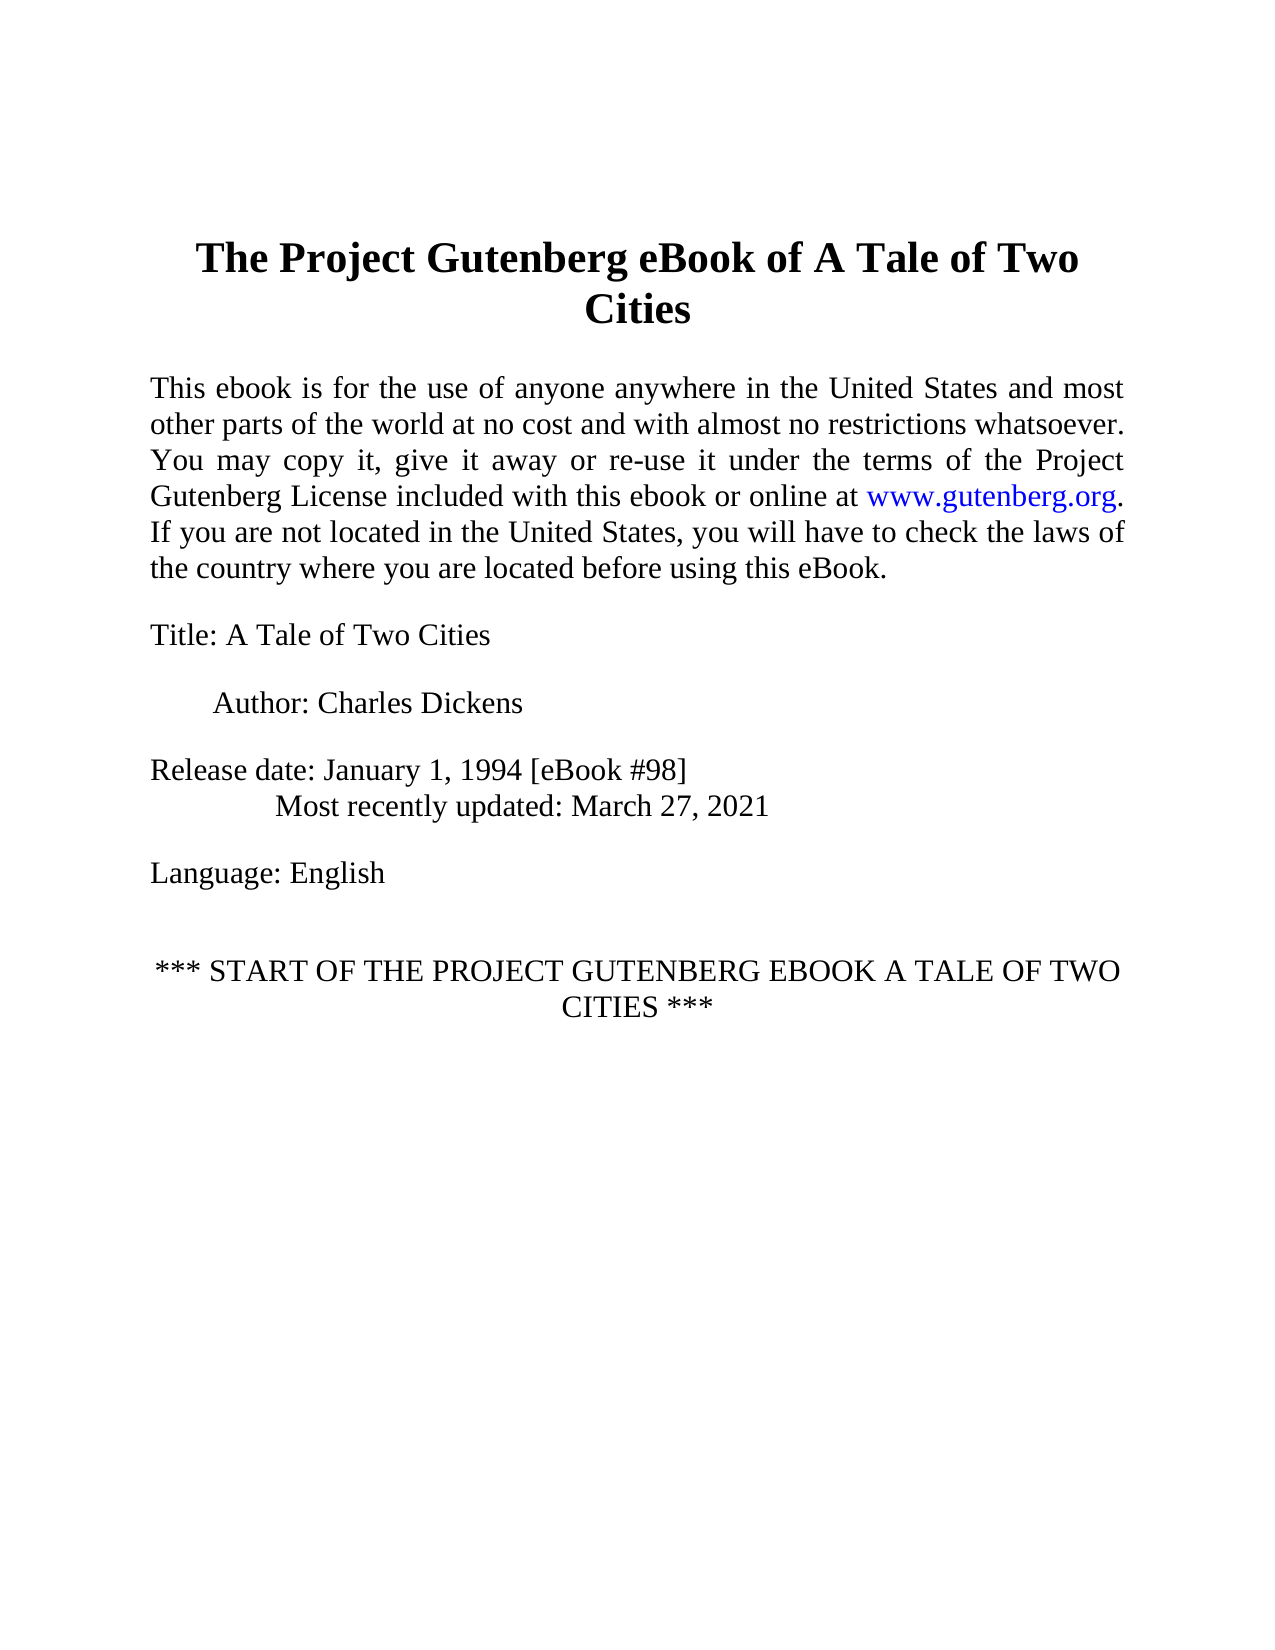 The Project Gutenberg eBook of A Tale of Two
Cities
This ebook is for the use of anyone anywhere in the United States and most
other parts of the world at no cost and with almost no restrictions whatsoever.
You may copy it, give it away or re-use it under the terms of the Project
Gutenberg License included with this ebook or online at www.gutenberg.org.
If you are not located in the United States, you will have to check the laws of
the country where you are located before using this eBook.
Title: A Tale of Two Cities
Author: Charles Dickens
Release date: January 1, 1994 [eBook #98]
Most recently updated: March 27, 2021
Language: English
*** START OF THE PROJECT GUTENBERG EBOOK A TALE OF TWO
CITIES ***